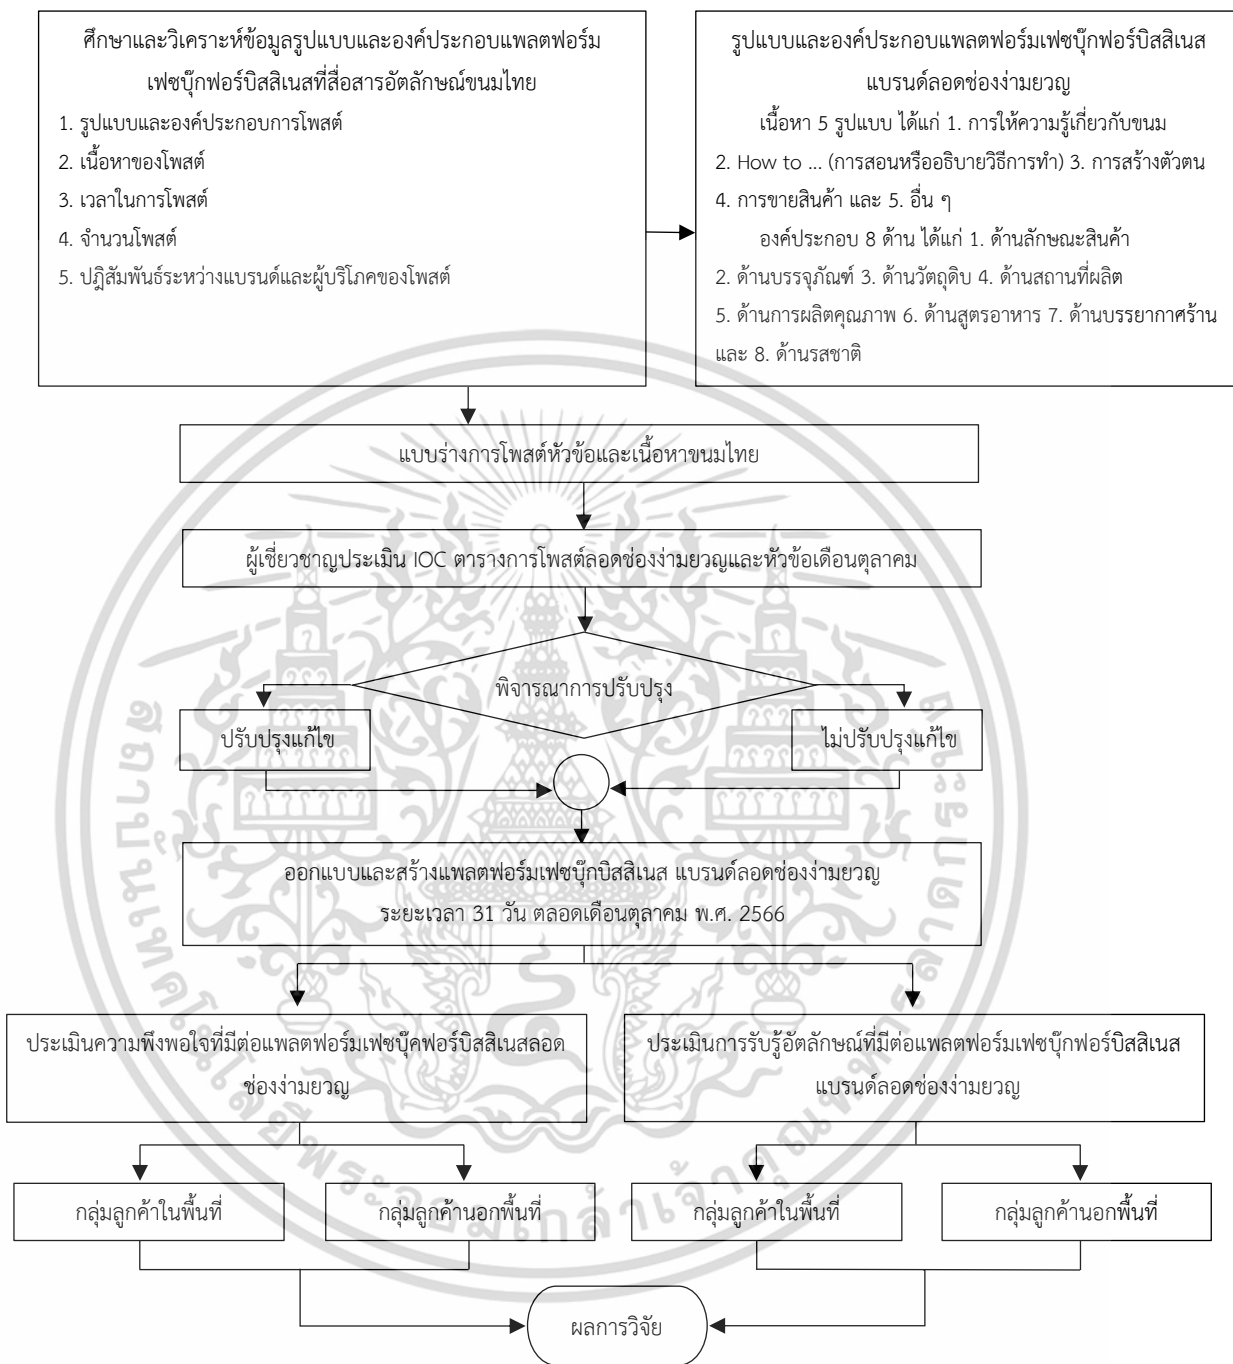 ศึกษาและวิเคราะห์ข้อมูลรูปแบบและองค์ประกอบแพลตฟอร์ม
เฟซบุ๊กฟอร์บิสสิเนสที่สื่อสารอัตลักษณ์ขนมไทย
1. รูปแบบและองค์ประกอบการโพสต์
2. เนื้อหาของโพสต์
3. เวลาในการโพสต์
4. จำนวนโพสต์
5. ปฏิสัมพันธ์ระหว่างแบรนด์และผู้บริโภคของโพสต์
รูปแบบและองค์ประกอบแพลตฟอร์มเฟซบุ๊กฟอร์บิสสิเนส
แบรนด์ลอดช่องง่ามยวญ
เนื้อหา 5 รูปแบบ ได้แก่ 1. การให้ความรู้เกี่ยวกับขนม
2. How to ... (การสอนหรืออธิบายวิธีการทำ) 3. การสร้างตัวตน
4. การขายสินค้า และ 5. อื่น ๆ
องค์ประกอบ 8 ด้าน ได้แก่ 1. ด้านลักษณะสินค้า
2. ด้านบรรจุภัณฑ์ 3. ด้านวัตถุดิบ 4. ด้านสถานที่ผลิต
5. ด้านการผลิตคุณภาพ 6. ด้านสูตรอาหาร 7. ด้านบรรยากาศร้าน
และ 8. ด้านรสชาติ
แบบร่างการโพสต์หัวข้อและเนื้อหาขนมไทย
ผู้เชี่ยวชาญประเมิน IOC ตารางการโพสต์ลอดช่องง่ามยวญและหัวข้อเดือนตุลาคม
พิจารณาการปรับปรุง
ปรับปรุงแก้ไข
ไม่ปรับปรุงแก้ไข
ออกแบบและสร้างแพลตฟอร์มเฟซบุ๊กบิสสิเนส แบรนด์ลอดช่องง่ามยวญ
ระยะเวลา 31 วัน ตลอดเดือนตุลาคม พ.ศ. 2566
ประเมินความพึงพอใจที่มีต่อแพลตฟอร์มเฟซบุ๊คฟอร์บิสสิเนสลอด
ช่องง่ามยวญ
ประเมินการรับรู้อัตลักษณ์ที่มีต่อแพลตฟอร์มเฟซบุ๊กฟอร์บิสสิเนส
แบรนด์ลอดช่องง่ามยวญ
กลุ่มลูกค้าในพื้นที่
กลุ่มลูกค้านอกพื้นที่
กลุ่มลูกค้าในพื้นที่
กลุ่มลูกค้านอกพื้นที่
ผลการวิจัย
สถาบันเทคโนโลยีพระจอมเกล้าเจ้าคุณทหารลาดกระบัง